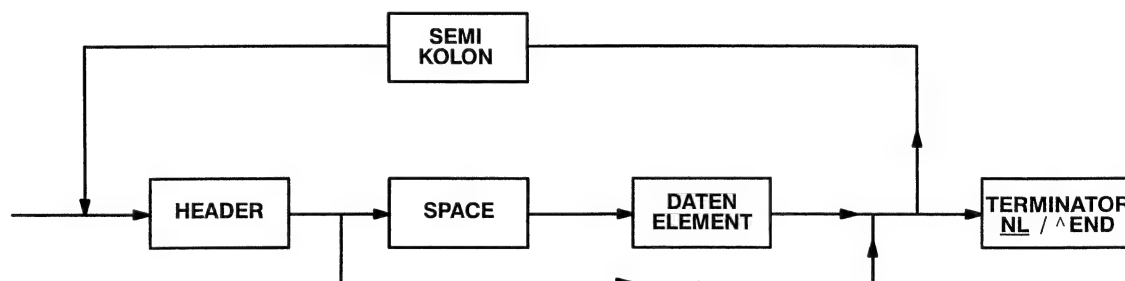 SEMI
KOLON
HEADER
SPACE
DATEN
ELEMENT
TERMINATOR
NL / ^END